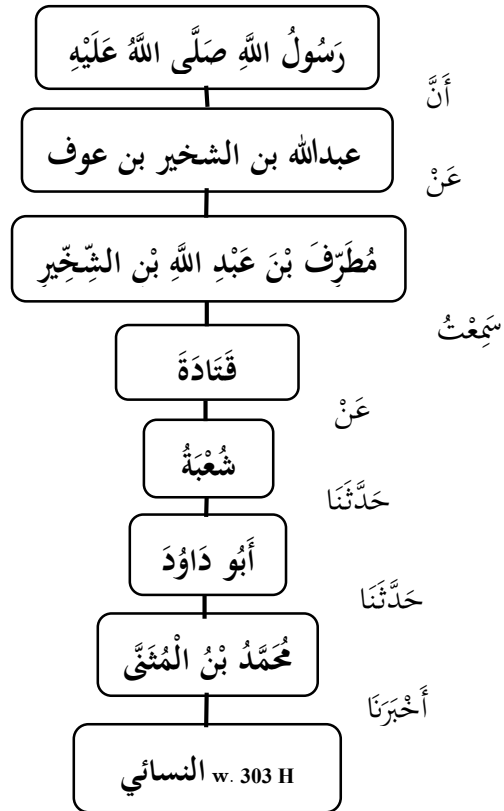 رَسُولُ اللَّهِ صَلَّى اللَّهُ عَلَيْهِ
أَنَّ
عبدالله بن الشخير بن عوف
عَنْ
مُطَرِّفَ بْنَ عَبْدِ اللَّهِ بْنِ الشِّخِّيرِ
سَمِعْتُ
قَتَادَةَ
عَنْ
شُعْبَةُ
حَدَّثَنَا
أَبُو دَاوُدَ
حَدَّثَنَا
مُحَمَّدُ بْنُ الْمُثَنَّى
أَخْبَرَنَا
النسائي w. 303 H